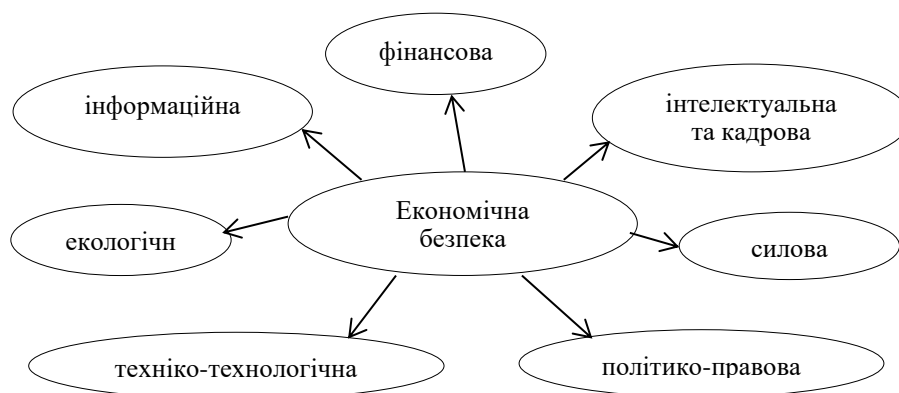 фінансова
інформаційна
інтелектуальна
та кадрова
Економічна
безпека
екологічн
силова
техніко-технологічна
політико-правова